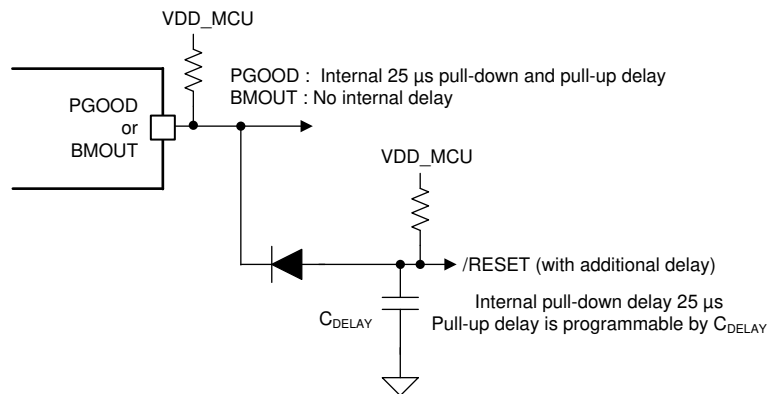 VDD_MCU
PGOOD : Internal 25 µs pull-down and pull-up delay
BMOUT : No internal delay
PGOOD
or
BMOUT
VDD_MCU
/RESET (with additional delay)
Internal pull-down delay 25 µs
Pull-up delay is programmable by CDELAY
CDELAY